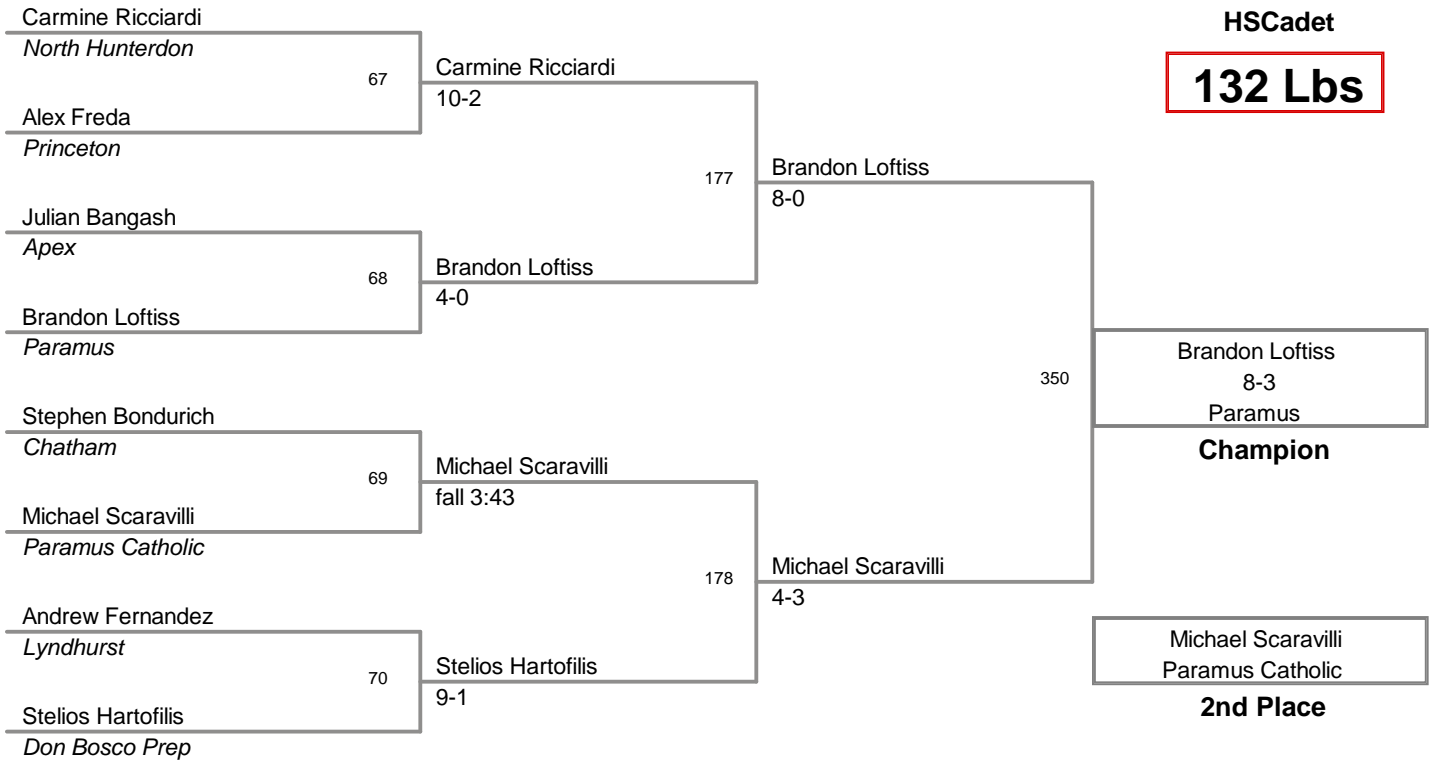 Carmine Ricciardi
North Hunterdon
67
Alex Freda
Princeton
Carmine Ricciardi
10-2
Julian Bangash
Apex
68
Brandon Loftiss
Paramus
Brandon Loftiss
4-0
177
Brandon Loftiss
8-0
Stephen Bondurich
Chatham
69
Michael Scaravilli
Paramus Catholic
Michael Scaravilli
fall 3:43
Andrew Fernandez
Lyndhurst
70
Stelios Hartofilis
Don Bosco Prep
Stelios Hartofilis
9-1
178
Michael Scaravilli
4-3
350
HSCadet
132 Lbs
Brandon Loftiss
8-3
Paramus
Champion
Michael Scaravilli
Paramus Catholic
2nd Place